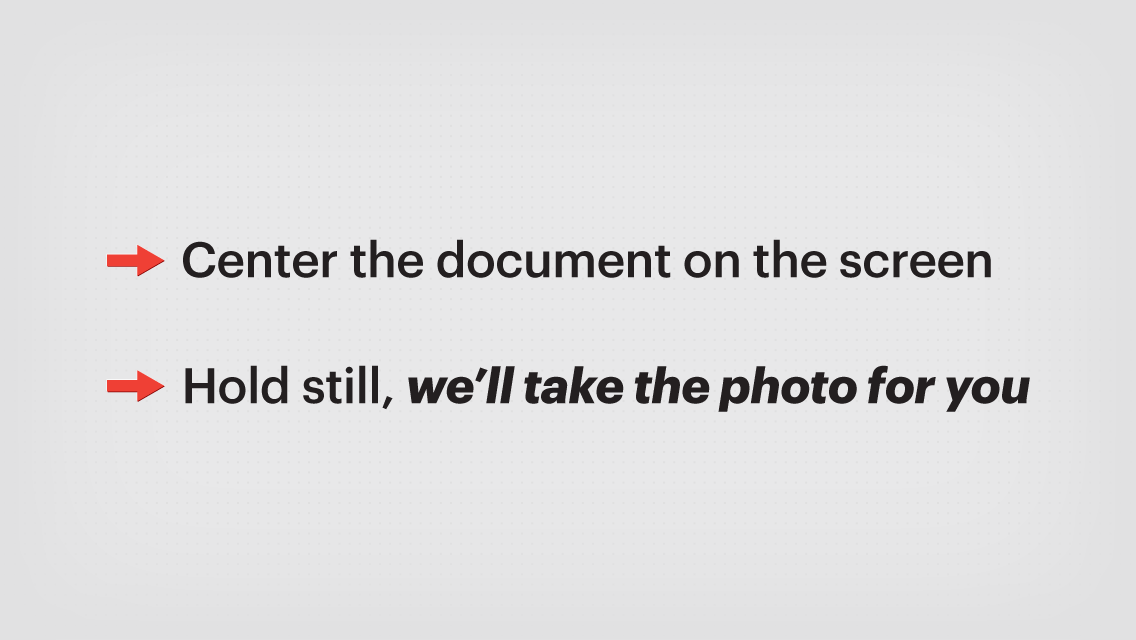 Center the document on the screen
Hold still, we’ll take the photo for you